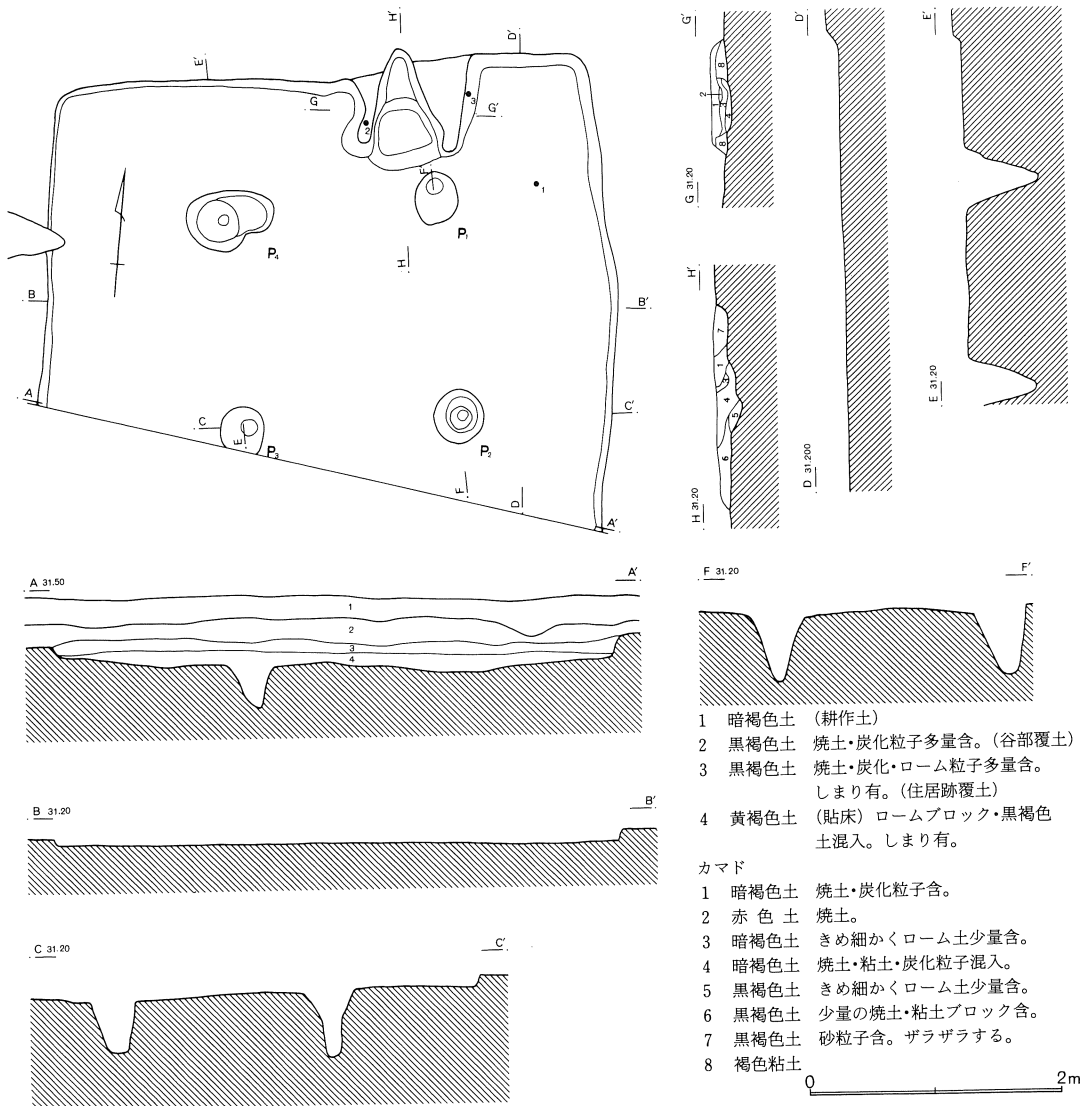 H′
D′
E′
G
G′
3
2
F′
1
P₁
P₄
H
B
B′
A
C
C′
E
P₃
P₂
F
D
A′
G′
8
2
1
3
4
8
G 31.20
D′
D 31.200
E′
E 31.20
H′
7
1
3
4
5
6
H 31.20
A 31.50
A′
1
2
3
4
B 31.20
B′
C 31.20
C′
F 31.20
F′
1 暗褐色土 (耕作土)
2 黒褐色土 焼土・炭化粒子多量含。(谷部覆土)
3 黒褐色土 焼土・炭化・ローム粒子多量含。
しまり有。(住居跡覆土)
4 黄褐色土 (貼床) ロームブロック・黒褐色
土混入。しまり有。
カマド
1 暗褐色土 焼土・炭化粒子含。
2 赤色土 焼土。
3 暗褐色土 きめ細かくローム土少量含。
4 暗褐色土 焼土・粘土・炭化粒子混入。
5 黒褐色土 きめ細かくローム土少量含。
6 黒褐色土 少量の焼土・粘土ブロック含。
7 黒褐色土 砂粒子含。ザラザラする。
8 褐色粘土
0 2m